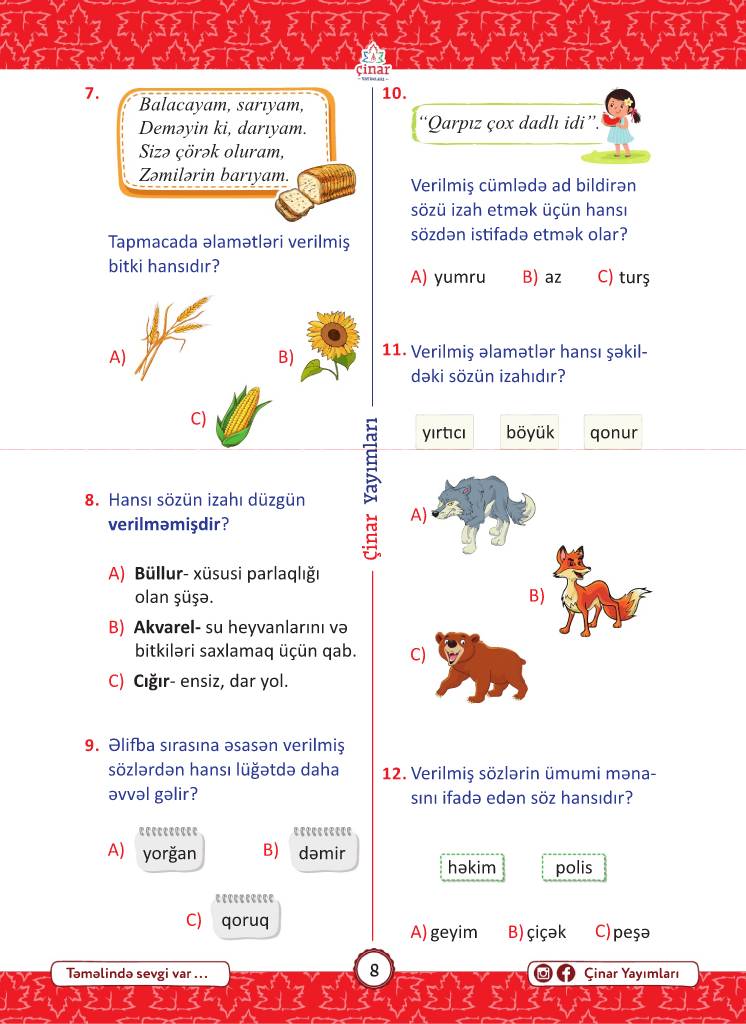 çinar
YAYIMLARI
7.
Balacayam, sarıyam,
Deməyin ki, darıyam.
Sizə çörək oluram,
Zəmilərin barıyam.
Tapmacada əlamətləri verilmiş
bitki hansıdır?
A)
B)
C)
8. Hansı sözün izahı düzgün
verilməmişdir?
A) Büllur- xüsusi parlaqlığı
olan şüşə.
B) Akvarel- su heyvanlarını və
bitkiləri saxlamaq üçün qab.
C) Cığır- ensiz, dar yol.
9. Əlifba sırasına əsasən verilmiş
sözlərdən hansı lüğətdə daha
əvvəl gəlir?
A) yorğan
B) dəmir
C) qoruq
Çinar Yayımları
10.
“Qarpız çox dadlı idi”.
Verilmiş cümlədə ad bildirən
sözü izah etmək üçün hansı
sözdən istifadə etmək olar?
A) yumru B) az C) turş
11. Verilmiş əlamətlər hansı şəkil-
dəki sözün izahıdır?
yırtıcı böyük qonur
A)
B)
C)
12. Verilmiş sözlərin ümumi məna-
sını ifadə edən söz hansıdır?
həkim polis
A) geyim B) çiçək C) peşə
Təməlində sevgi var ...
8
Çinar Yayımları